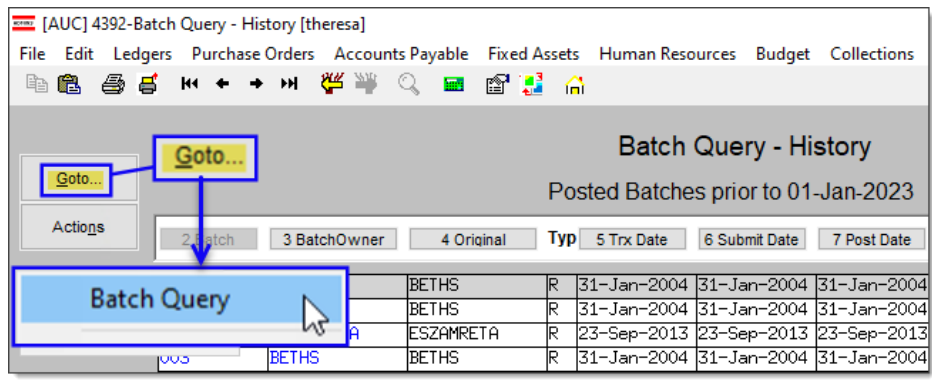 [AUC] 4392-Batch Query - History [theresa]
File Edit Ledgers Purchase Orders Accounts Payable Fixed Assets Human Resources Budget Collections
Batch Query - History
Posted Batches prior to 01-Jan-2023
Goto...
Goto...
Actions
2 Batch 3 BatchOwner 4 Original Typ 5 Trx Date 6 Submit Date 7 Post Date
Batch Query
BETHS R 31-Jan-2004 31-Jan-2004 31-Jan-2004
BETHS R 31-Jan-2004 31-Jan-2004 31-Jan-2004
A ESZAMRETA R 23-Sep-2013 23-Sep-2013 23-Sep-2013
003 BETHS BETHS R 31-Jan-2004 31-Jan-2004 31-Jan-2004